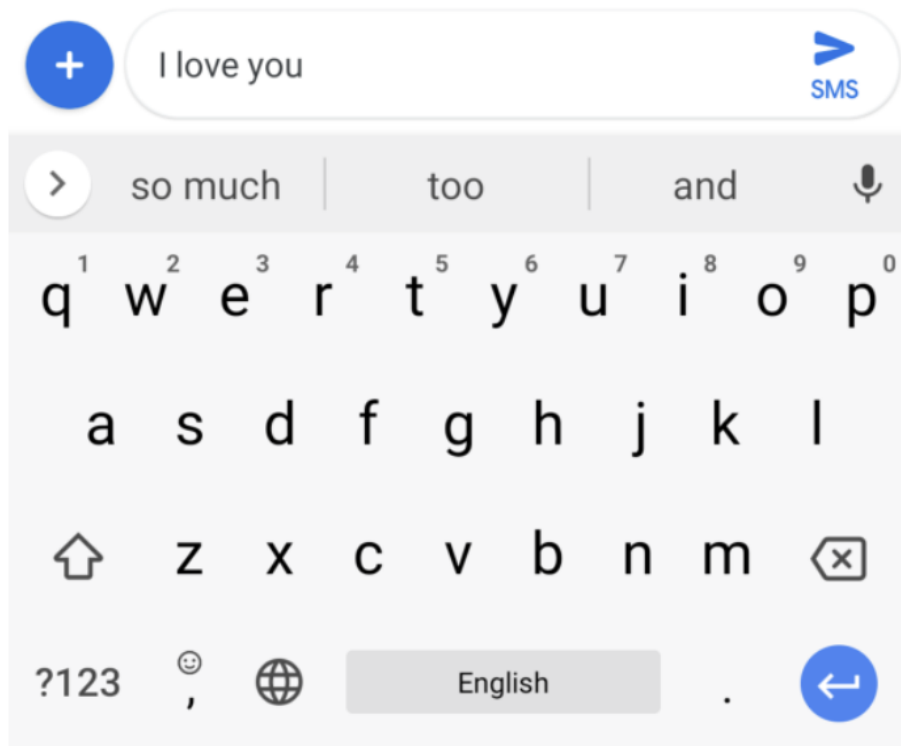 I love you
SMS
so much too and
1 2 3 4 5 6 7 8 9 0
q w e r t y u i o p
a s d f g h j k l
z x c v b n m
?123 , English .